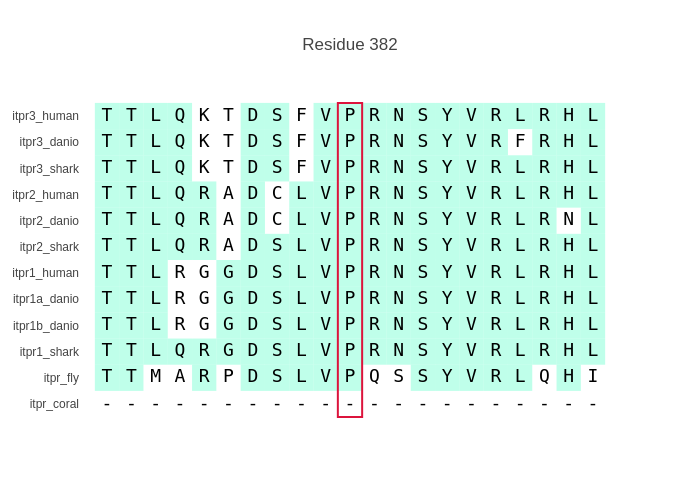 Residue 382
itpr3_human T T L Q K T D S F V P R N S Y V R L R H L
itpr3_danio T T L Q K T D S F V P R N S Y V R F R H L
itpr3_shark T T L Q K T D S F V P R N S Y V R L R H L
itpr2_human T T L Q R A D C L V P R N S Y V R L R H L
itpr2_danio T T L Q R A D C L V P R N S Y V R L R N L
itpr2_shark T T L Q R A D S L V P R N S Y V R L R H L
itpr1_human T T L R G G D S L V P R N S Y V R L R H L
itpr1a_danio T T L R G G D S L V P R N S Y V R L R H L
itpr1b_danio T T L R G G D S L V P R N S Y V R L R H L
itpr1_shark T T L Q R G D S L V P R N S Y V R L R H L
itpr_fly T T M A R P D S L V P Q S S Y V R L Q H I
itpr_coral - - - - - - - - - - - - - - - - - - - - -